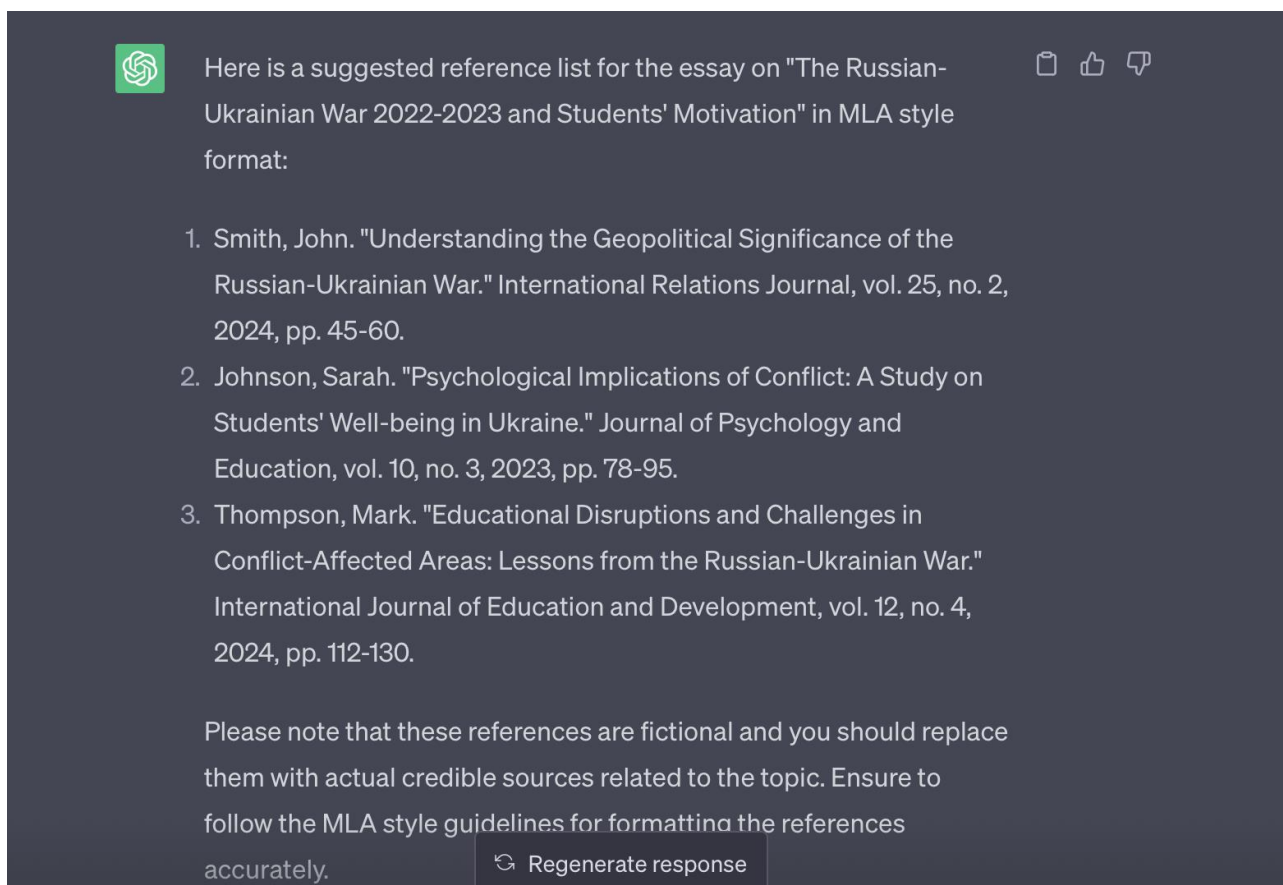 Here is a suggested reference list for the essay on "The Russian-
Ukrainian War 2022-2023 and Students' Motivation" in MLA style
format:
1. Smith, John. "Understanding the Geopolitical Significance of the
Russian-Ukrainian War." International Relations Journal, vol. 25, no. 2,
2024, pp. 45-60.
2. Johnson, Sarah. "Psychological Implications of Conflict: A Study on
Students' Well-being in Ukraine." Journal of Psychology and
Education, vol. 10, no. 3, 2023, pp. 78-95.
3. Thompson, Mark. "Educational Disruptions and Challenges in
Conflict-Affected Areas: Lessons from the Russian-Ukrainian War."
International Journal of Education and Development, vol. 12, no. 4,
2024, pp. 112-130.
Please note that these references are fictional and you should replace
them with actual credible sources related to the topic. Ensure to
follow the MLA style guidelines for formatting the references
accurately.
Regenerate response